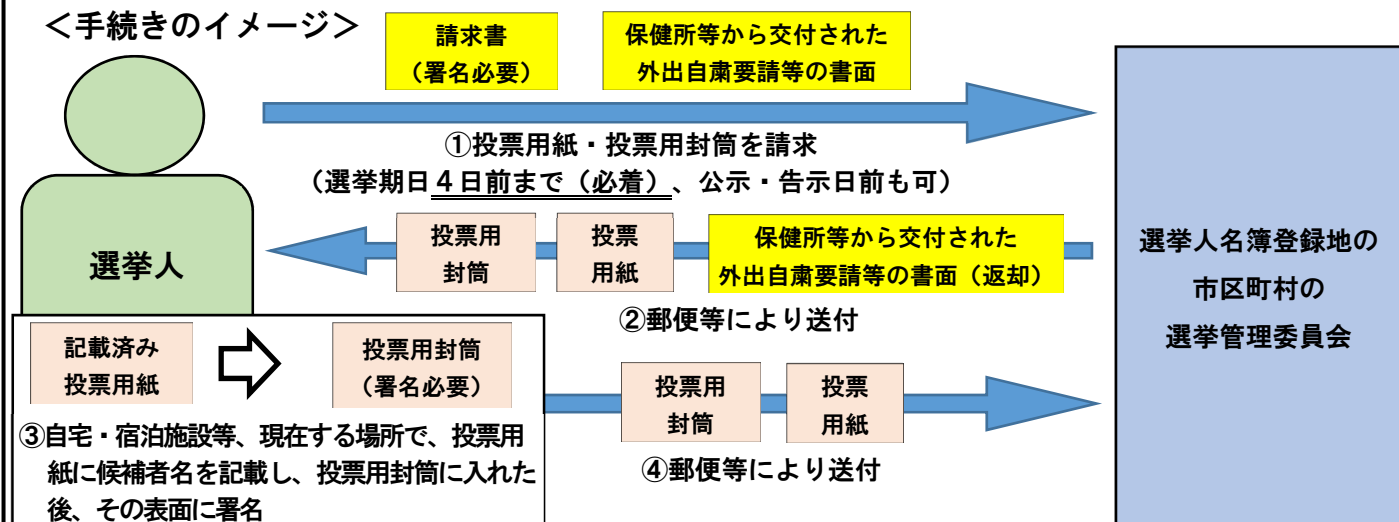 ＜手続きのイメージ＞
請求書
（署名必要）
保健所等から交付された
外出自粛要請等の書面
①投票用紙・投票用封筒を請求
（選挙期日４日前まで（必着）、公示・告示日前も可）
選挙人
投票用
封筒
投票
用紙
保健所等から交付された
外出自粛要請等の書面（返却）
②郵便等により送付
選挙人名簿登録地の
市区町村の
選挙管理委員会
記載済み
投票用紙
投票用封筒
（署名必要）
③自宅・宿泊施設等、現在する場所で、投票用
紙に候補者名を記載し、投票用封筒に入れた
後、その表面に署名
投票用
封筒
投票
用紙
④郵便等により送付